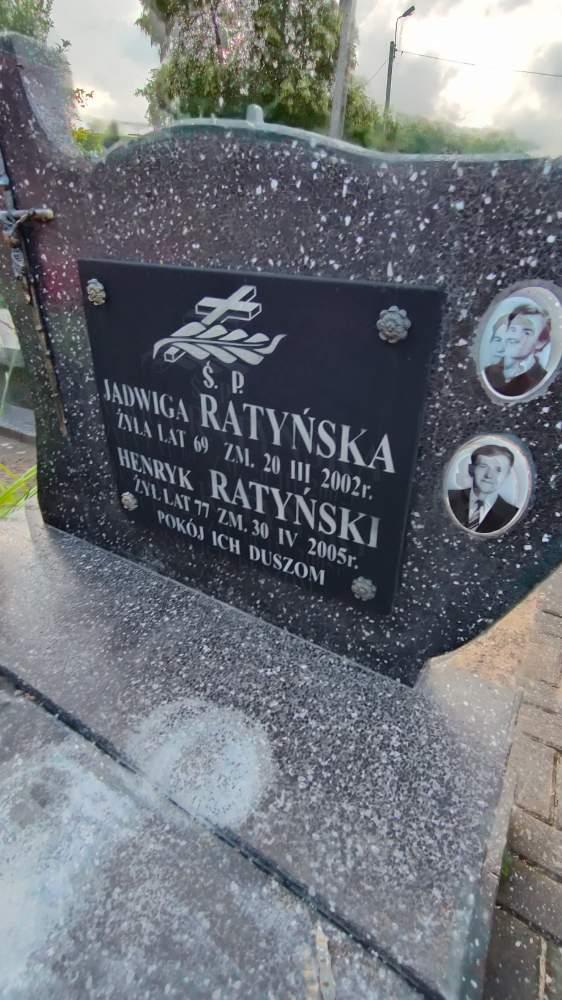 Ś. P.
JADWIGA RATYŃSKA
ŻYŁA LAT 69 ZM. 20 III 2002r.
HENRYK RATYŃSKI
ŻYŁ LAT 77 ZM. 30 IV 2005r.
POKÓJ ICH DUSZOM